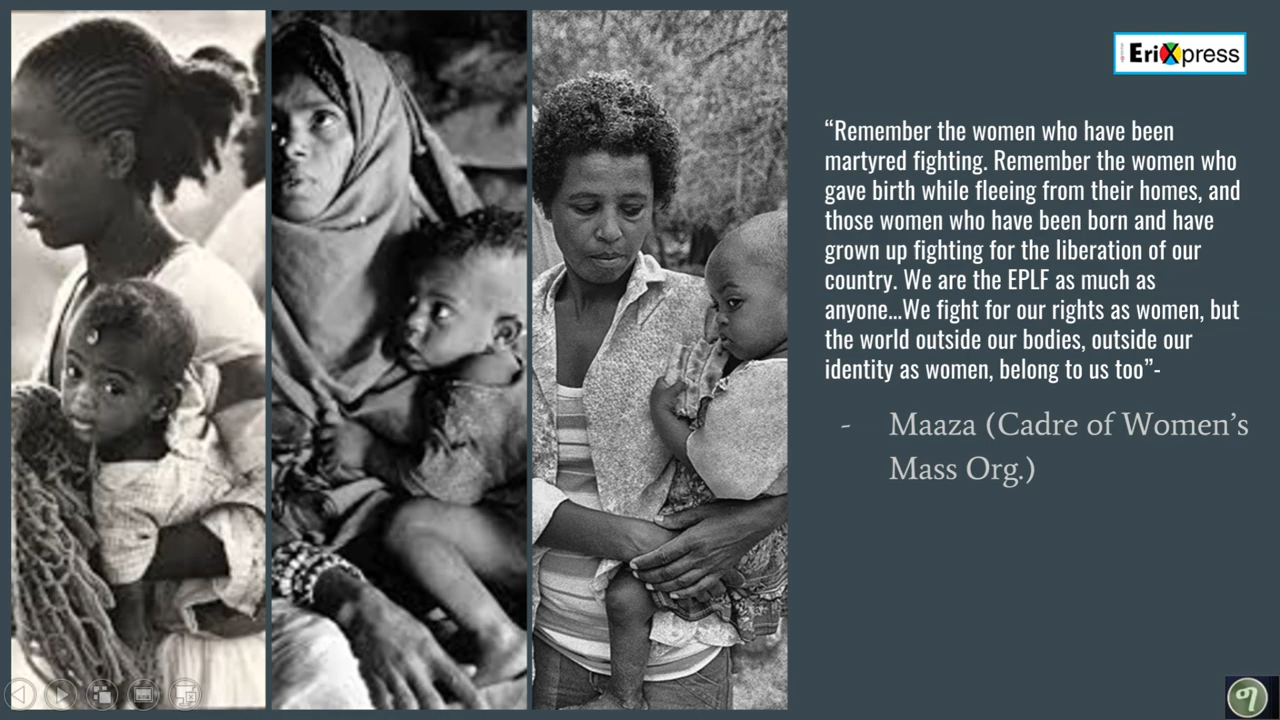 EriXpress
“Remember the women who have been
martyred fighting. Remember the women who
gave birth while fleeing from their homes, and
those women who have been born and have
grown up fighting for the liberation of our
country. We are the EPLF as much as
anyone...We fight for our rights as women, but
the world outside our bodies, outside our
identity as women, belong to us too”-
- Maaza (Cadre of Women’s
Mass Org.)